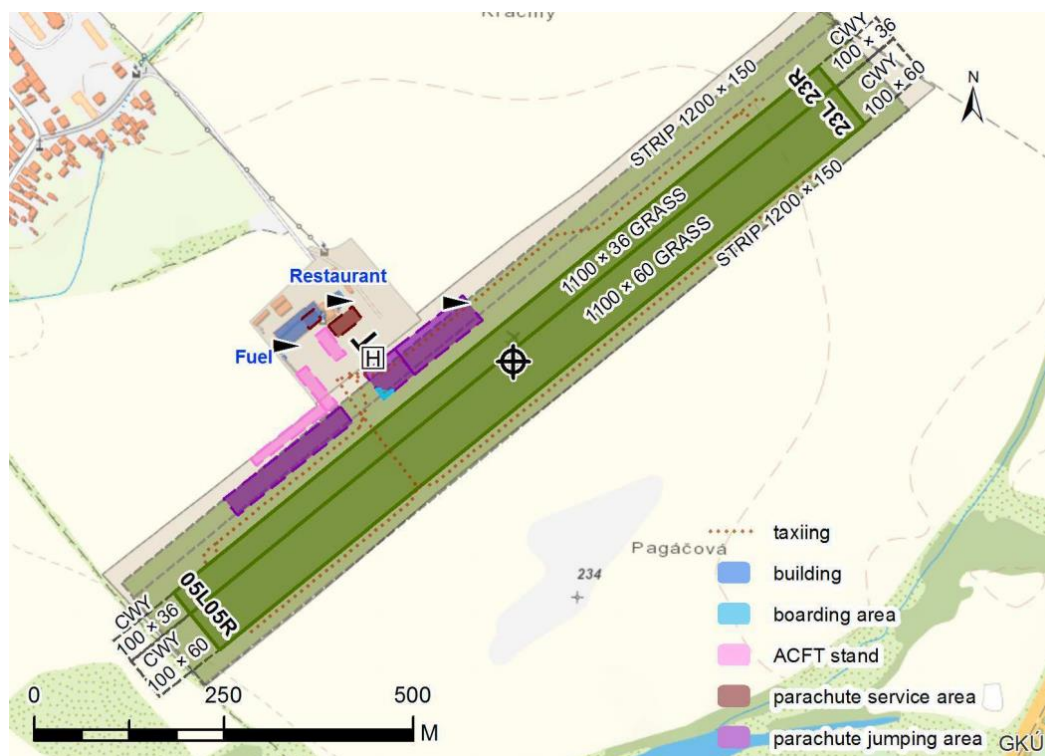 Kráčiny
CWY
100 × 36
CWY
100 × 60
N
23L 23R
STRIP 1200 × 150
1100 × 36 GRASS
1100 × 60 GRASS
STRIP 1200 × 150
Restaurant
Fuel
H
Pagáčová
234
05L05R
CWY
100 × 36
CWY
100 × 60
taxiing
building
boarding area
ACFT stand
parachute service area
parachute jumping area
0 250 500
M
GKÚ